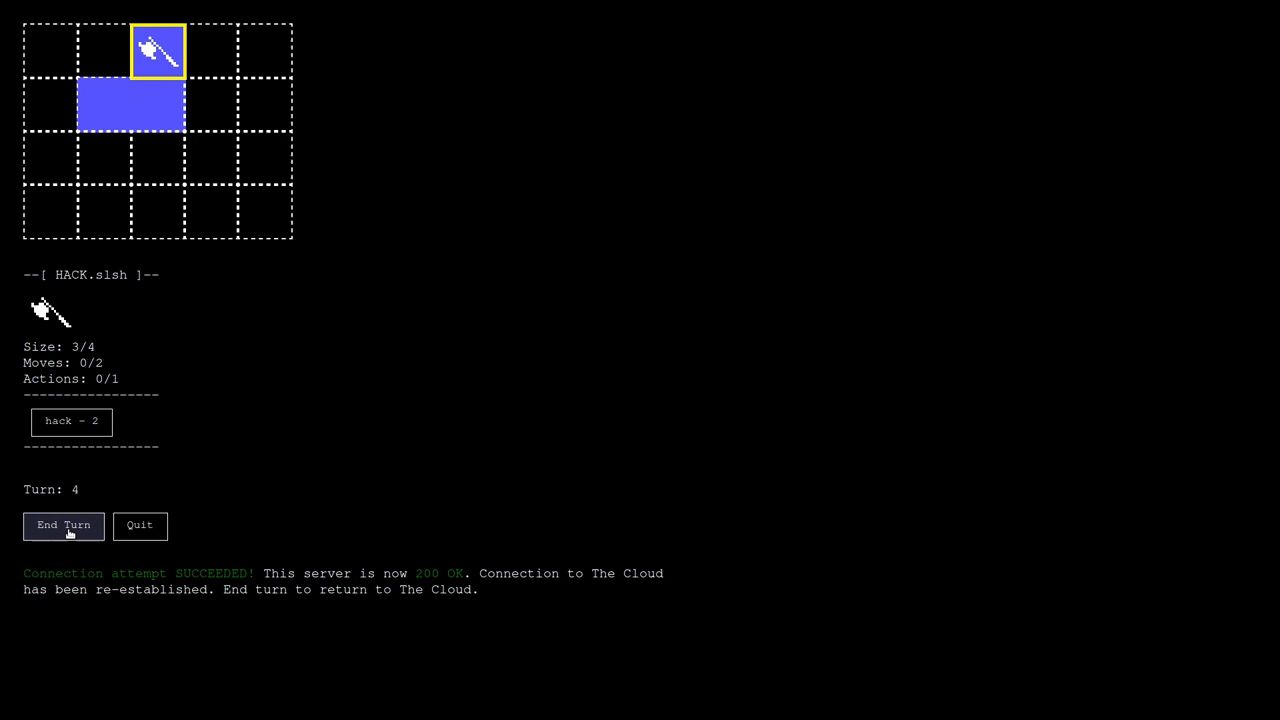 --[ HACK.slsh ]--
Size: 3/4
Moves: 0/2
Actions: 0/1
-----------------
hack - 2
-----------------
Turn: 4
End Turn
Quit
Connection attempt SUCCEEDED! This server is now 200 OK. Connection to The Cloud
has been re-established. End turn to return to The Cloud.